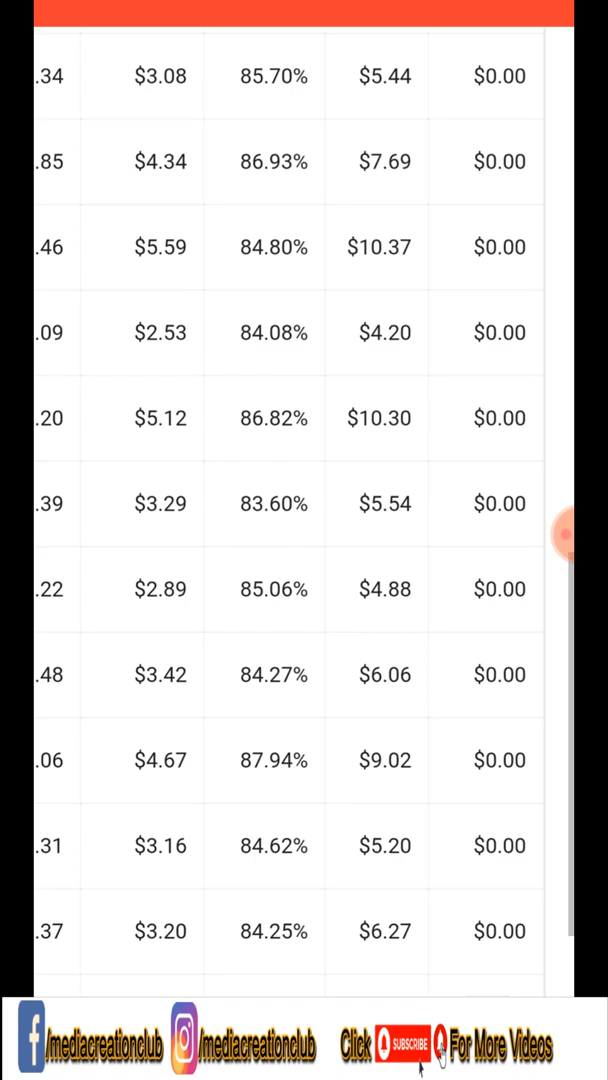 .34 $3.08 85.70% $5.44 $0.00
.85 $4.34 86.93% $7.69 $0.00
.46 $5.59 84.80% $10.37 $0.00
.09 $2.53 84.08% $4.20 $0.00
.20 $5.12 86.82% $10.30 $0.00
.39 $3.29 83.60% $5.54 $0.00
.22 $2.89 85.06% $4.88 $0.00
.48 $3.42 84.27% $6.06 $0.00
.06 $4.67 87.94% $9.02 $0.00
.31 $3.16 84.62% $5.20 $0.00
.37 $3.20 84.25% $6.27 $0.00
f/mediacreationclub /mediacreationclub Click SUBSCRIBE For More Videos